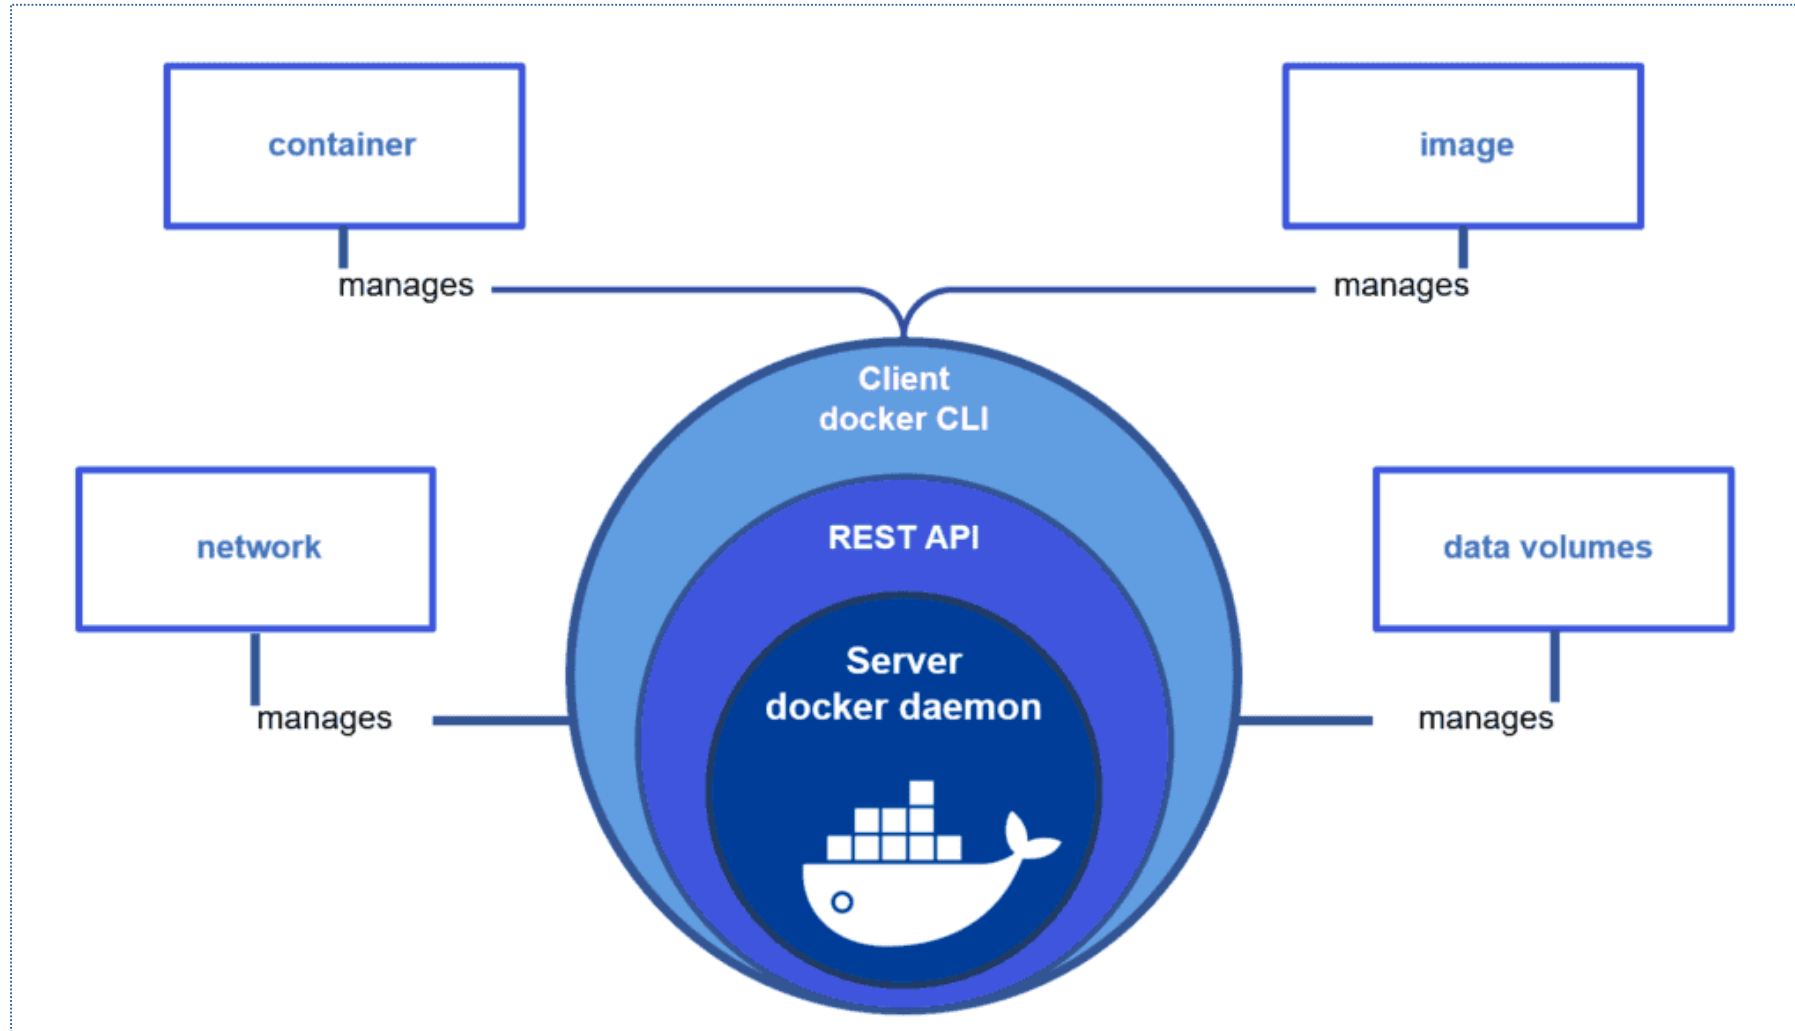 container
image
manages
manages
Client
docker CLI
REST API
network
data volumes
Server
docker daemon
manages
manages